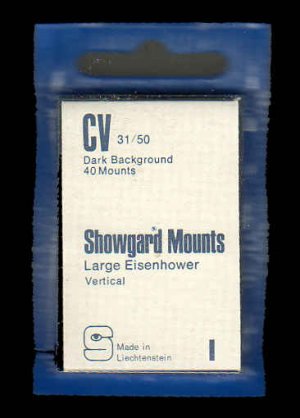 CV 31/50
Dark Background
40 Mounts
Showgard Mounts
Large Eisenhower
Vertical
Made in
Liechtenstein
I